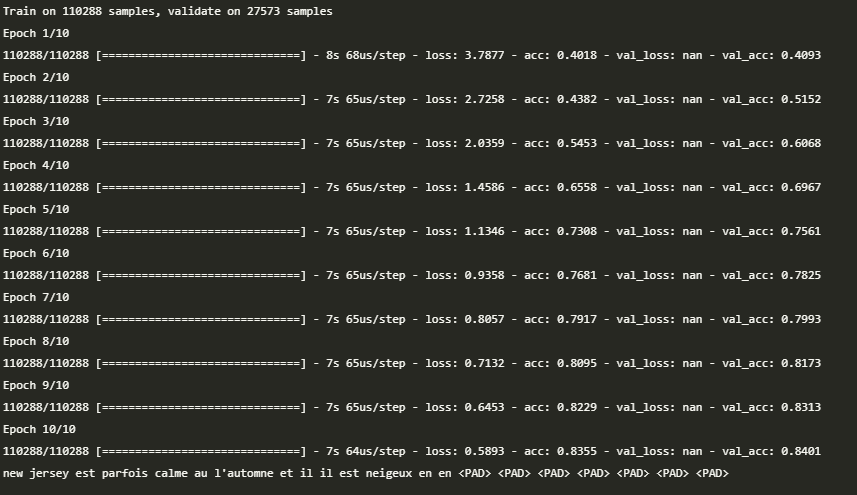 Train on 110288 samples, validate on 27573 samples
Epoch 1/10
110288/110288 [==============================] - 8s 68us/step - loss: 3.7877 - acc: 0.4018 - val_loss: nan - val_acc: 0.4093
Epoch 2/10
110288/110288 [==============================] - 7s 65us/step - loss: 2.7258 - acc: 0.4382 - val_loss: nan - val_acc: 0.5152
Epoch 3/10
110288/110288 [==============================] - 7s 65us/step - loss: 2.0359 - acc: 0.5453 - val_loss: nan - val_acc: 0.6068
Epoch 4/10
110288/110288 [==============================] - 7s 65us/step - loss: 1.4586 - acc: 0.6558 - val_loss: nan - val_acc: 0.6967
Epoch 5/10
110288/110288 [==============================] - 7s 65us/step - loss: 1.1346 - acc: 0.7308 - val_loss: nan - val_acc: 0.7561
Epoch 6/10
110288/110288 [==============================] - 7s 65us/step - loss: 0.9358 - acc: 0.7681 - val_loss: nan - val_acc: 0.7825
Epoch 7/10
110288/110288 [==============================] - 7s 65us/step - loss: 0.8057 - acc: 0.7917 - val_loss: nan - val_acc: 0.7993
Epoch 8/10
110288/110288 [==============================] - 7s 65us/step - loss: 0.7132 - acc: 0.8095 - val_loss: nan - val_acc: 0.8173
Epoch 9/10
110288/110288 [==============================] - 7s 65us/step - loss: 0.6453 - acc: 0.8229 - val_loss: nan - val_acc: 0.8313
Epoch 10/10
110288/110288 [==============================] - 7s 64us/step - loss: 0.5893 - acc: 0.8355 - val_loss: nan - val_acc: 0.8401
new jersey est parfois calme au l'automne et il il est neigeux en en <PAD> <PAD> <PAD> <PAD> <PAD> <PAD> <PAD>